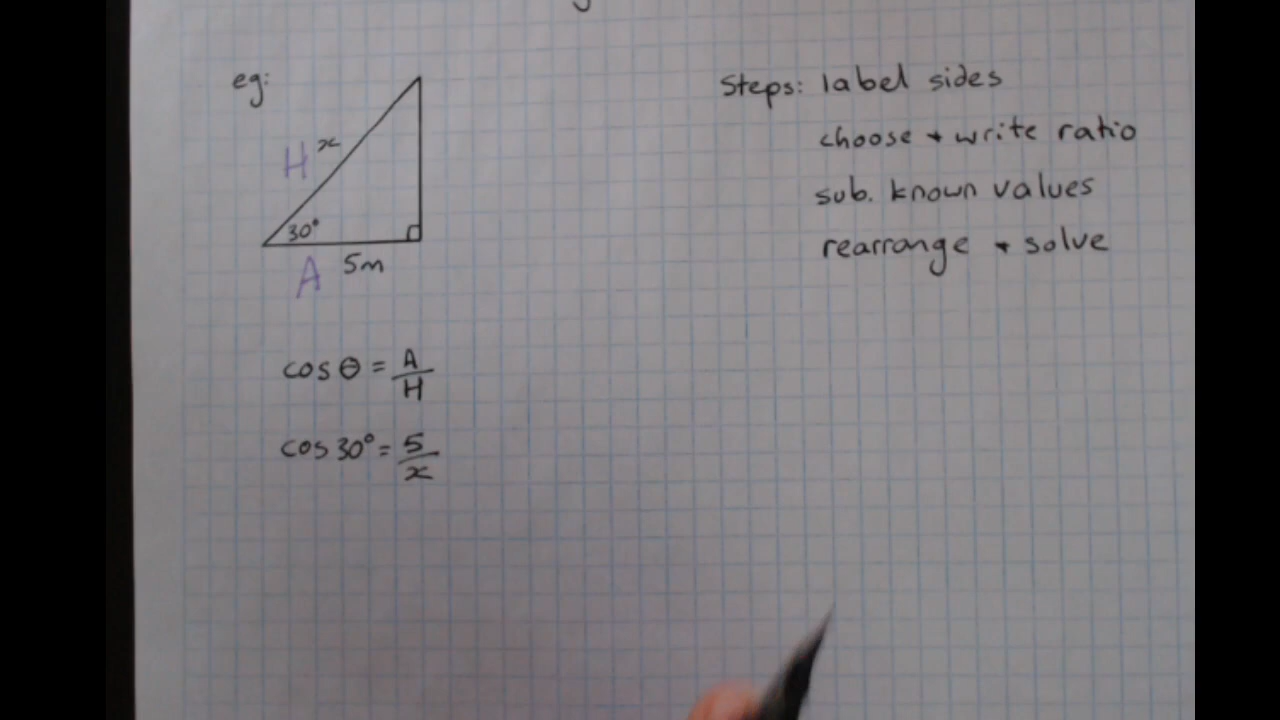 eg:
H x
30°
A 5m
cos θ = A/H
cos 30° = 5/x
Steps: label sides
choose + write ratio
sub. known values
rearrange + solve